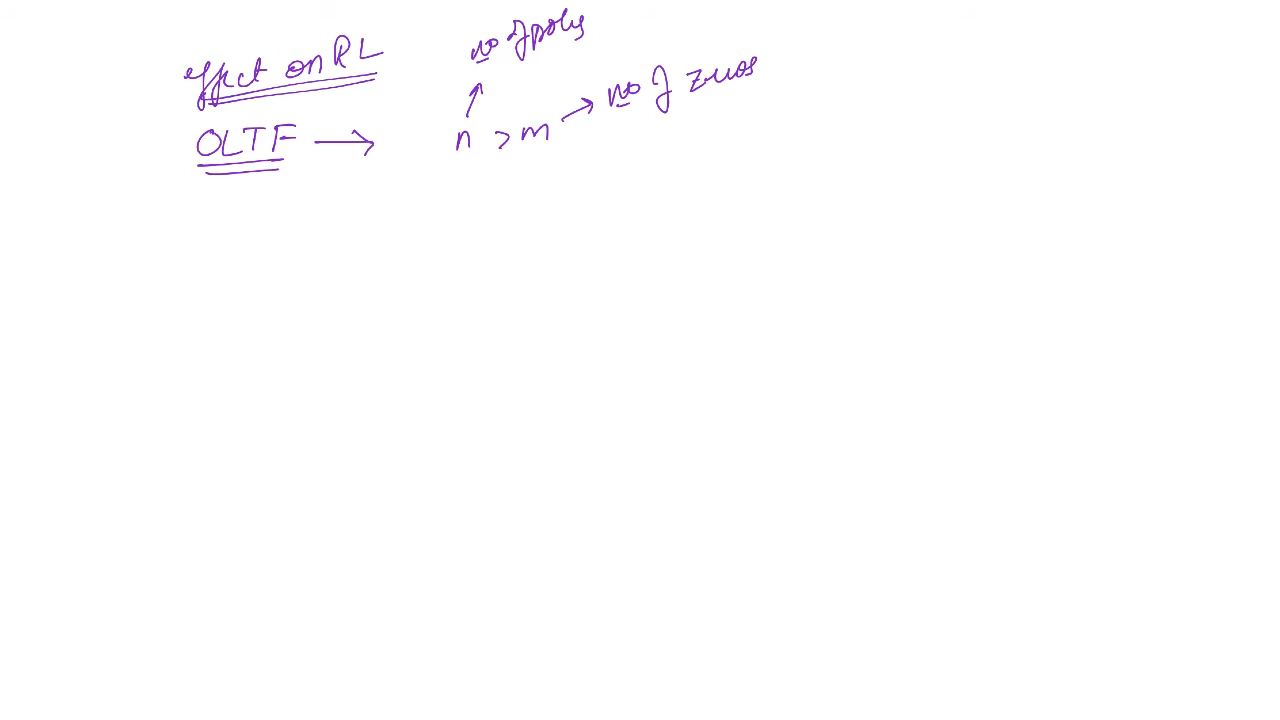 effect on RL
no of poles
no of zeros
OLTF → n > m